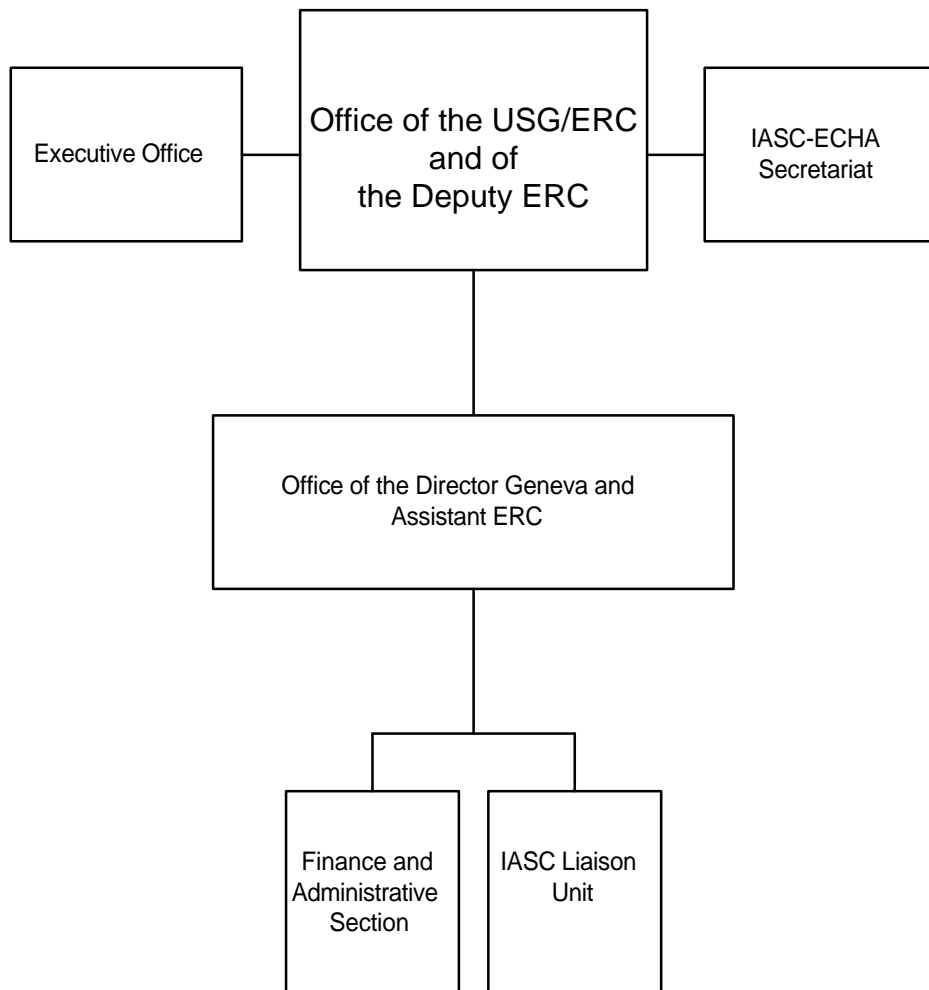 Executive Office
Office of the USG/ERC
and of
the Deputy ERC
IASC-ECHA
Secretariat
Office of the Director Geneva and
Assistant ERC
Finance and
Administrative
Section
IASC Liaison
Unit